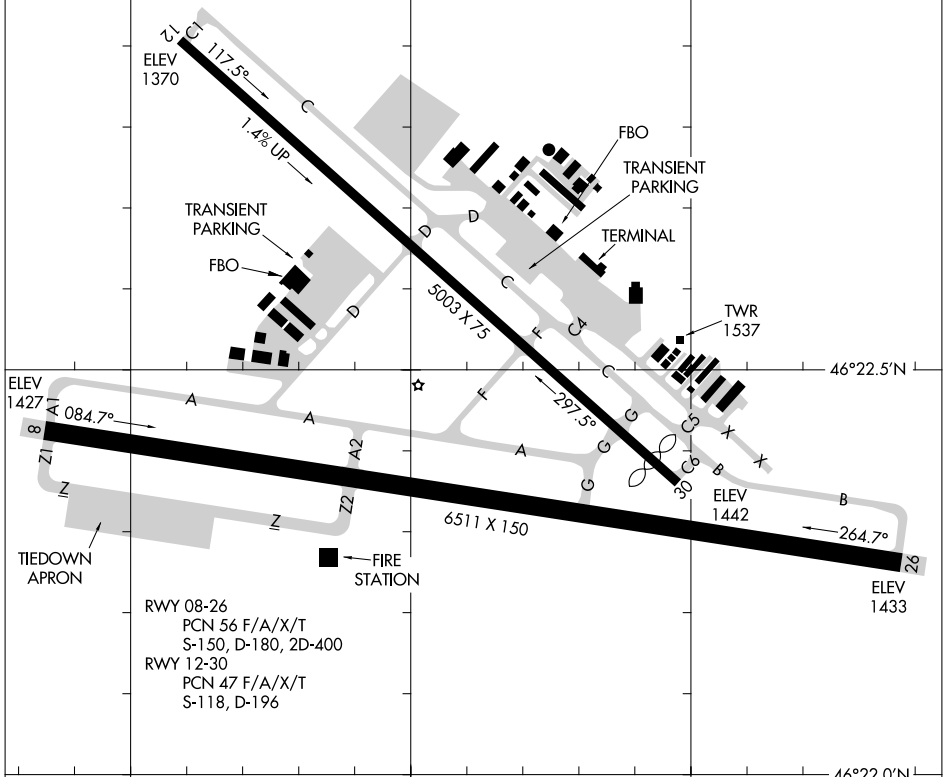 12
C1
ELEV
1370
117.5°
C
1.4% UP
FBO
TRANSIENT
PARKING
TRANSIENT
PARKING
D
D
TERMINAL
FBO
C
5003 X 75
D
F
C4
TWR
1537
46°22.5'N
ELEV
1427
A
C
F
297.5°
A1
084.7°
A
G
C5
X
8
A2
A
G
X
Z1
C6
B
Z
Z2
G
30
ELEV
1442
B
Z
6511 X 150
264.7°
TIEDOWN
APRON
FIRE
STATION
26
ELEV
1433
RWY 08-26
PCN 56 F/A/X/T
S-150, D-180, 2D-400
RWY 12-30
PCN 47 F/A/X/T
S-118, D-196
46°22.0'N